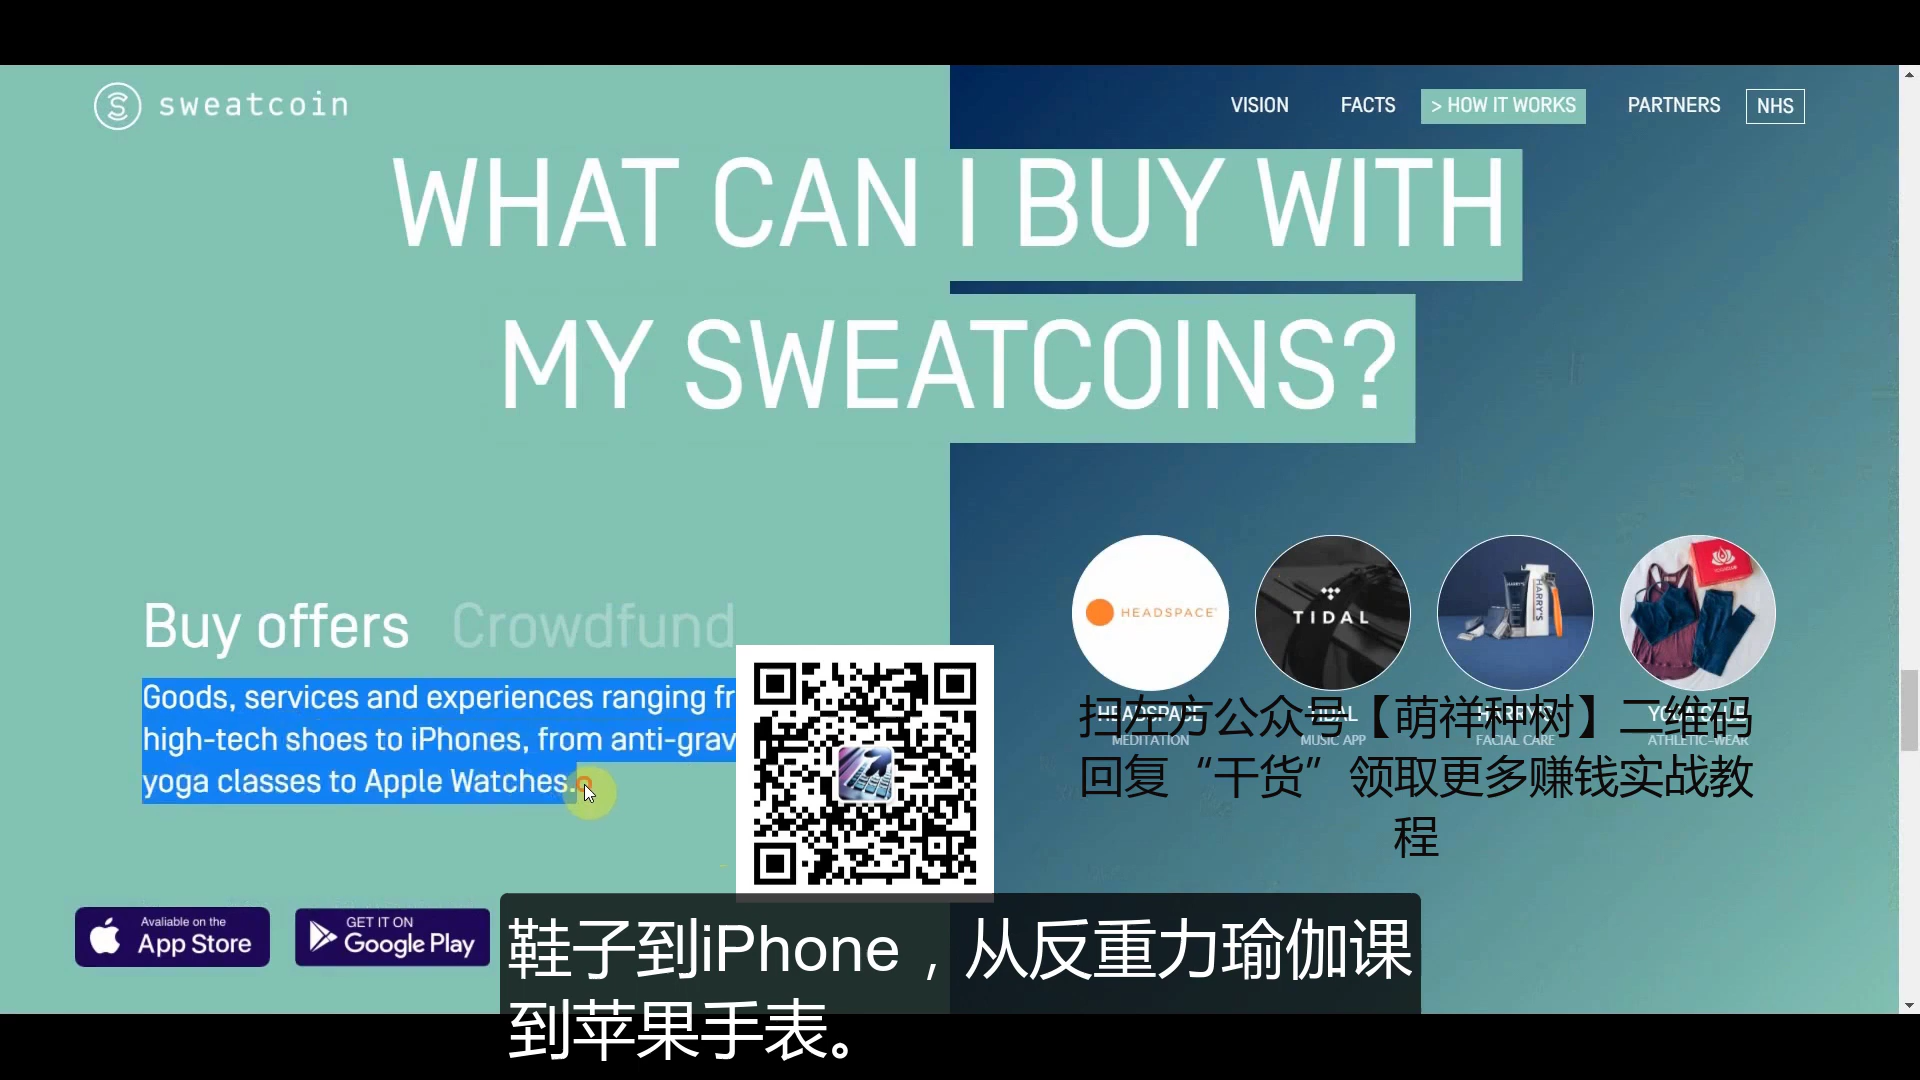 sweatcoin
VISION
FACTS
> HOW IT WORKS
PARTNERS
NHS
WHAT CAN I BUY WITH
MY SWEATCOINS?
Buy offers
Crowdfund
Goods, services and experiences ranging fr
high-tech shoes to iPhones, from anti-grav
yoga classes to Apple Watches.
HEADSPACE
TIDAL
HARRY'S
HEADSPACE
TIDAL
HARRY'S
MEDITATION
MUSIC APP
FACIAL CARE
ATHLETIC-WEAR
扫左方公众号【萌祥种树】二维码
回复“干货”领取更多赚钱实战教
程
Available on the
App Store
GET IT ON
Google Play
鞋子到iPhone，从反重力瑜伽课
到苹果手表。